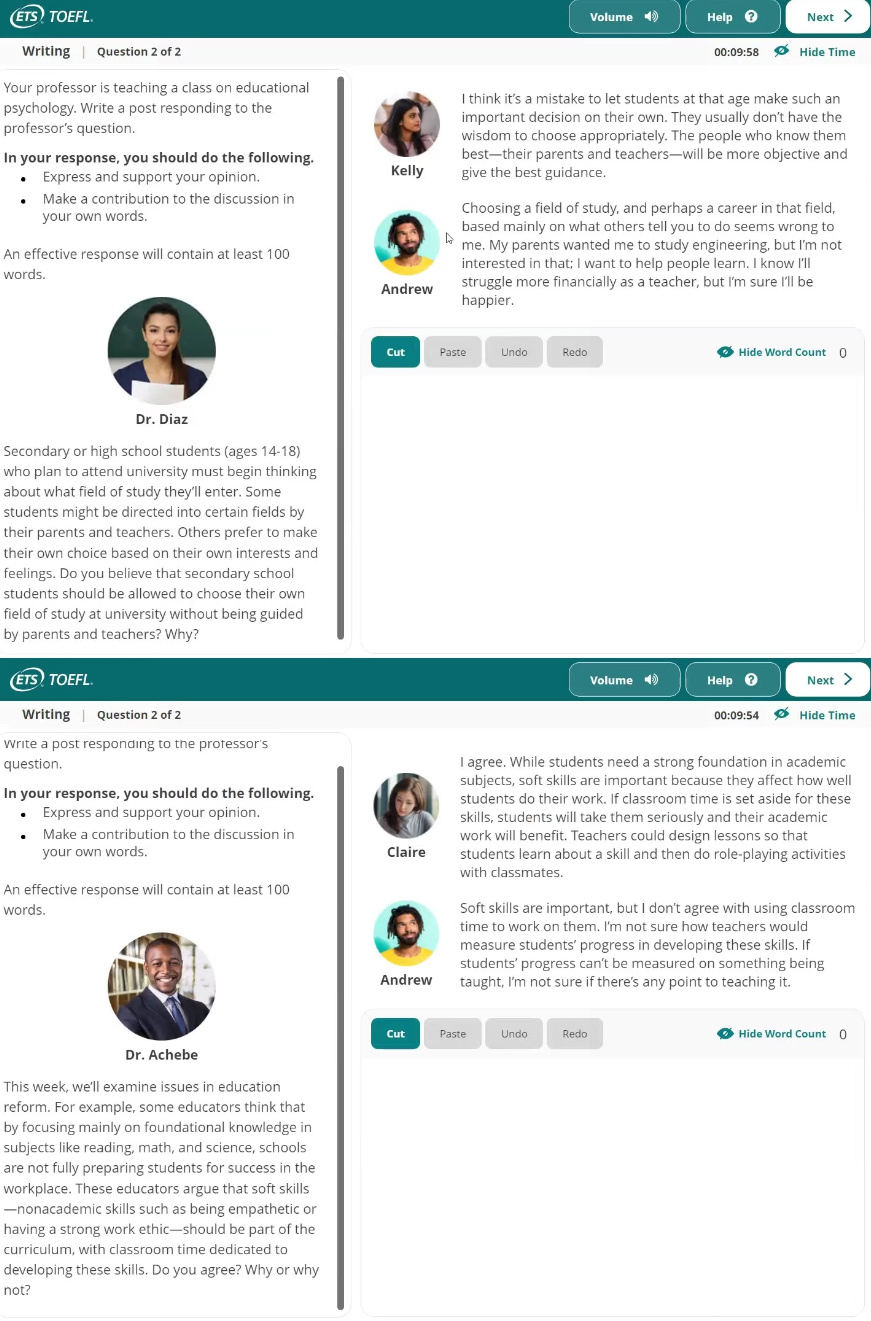 ETS TOEFL.
Volume
Help
Next
Writing | Question 2 of 2
00:09:58
Hide Time
Your professor is teaching a class on educational
psychology. Write a post responding to the
professor's question.
In your response, you should do the following.
• Express and support your opinion.
• Make a contribution to the discussion in
your own words.
An effective response will contain at least 100
words.
Dr. Diaz
Secondary or high school students (ages 14-18)
who plan to attend university must begin thinking
about what field of study they'll enter. Some
students might be directed into certain fields by
their parents and teachers. Others prefer to make
their own choice based on their own interests and
feelings. Do you believe that secondary school
students should be allowed to choose their own
field of study at university without being guided
by parents and teachers? Why?
Kelly
I think it's a mistake to let students at that age make such an
important decision on their own. They usually don't have the
wisdom to choose appropriately. The people who know them
best—their parents and teachers—will be more objective and
give the best guidance.
Andrew
Choosing a field of study, and perhaps a career in that field,
based mainly on what others tell you to do seems wrong to
me. My parents wanted me to study engineering, but I'm not
interested in that; I want to help people learn. I know I'll
struggle more financially as a teacher, but I'm sure I'll be
happier.
Cut
Paste
Undo
Redo
Hide Word Count 0
ETS TOEFL.
Volume
Help
Next
Writing | Question 2 of 2
00:09:54
Hide Time
Write a post responding to the professor's
question.
In your response, you should do the following.
• Express and support your opinion.
• Make a contribution to the discussion in
your own words.
An effective response will contain at least 100
words.
Dr. Achebe
This week, we'll examine issues in education
reform. For example, some educators think that
by focusing mainly on foundational knowledge in
subjects like reading, math, and science, schools
are not fully preparing students for success in the
workplace. These educators argue that soft skills
—nonacademic skills such as being empathetic or
having a strong work ethic—should be part of the
curriculum, with classroom time dedicated to
developing these skills. Do you agree? Why or why
not?
Claire
I agree. While students need a strong foundation in academic
subjects, soft skills are important because they affect how well
students do their work. If classroom time is set aside for these
skills, students will take them seriously and their academic
work will benefit. Teachers could design lessons so that
students learn about a skill and then do role-playing activities
with classmates.
Andrew
Soft skills are important, but I don't agree with using classroom
time to work on them. I'm not sure how teachers would
measure students' progress in developing these skills. If
students' progress can't be measured on something being
taught, I'm not sure if there's any point to teaching it.
Cut
Paste
Undo
Redo
Hide Word Count 0